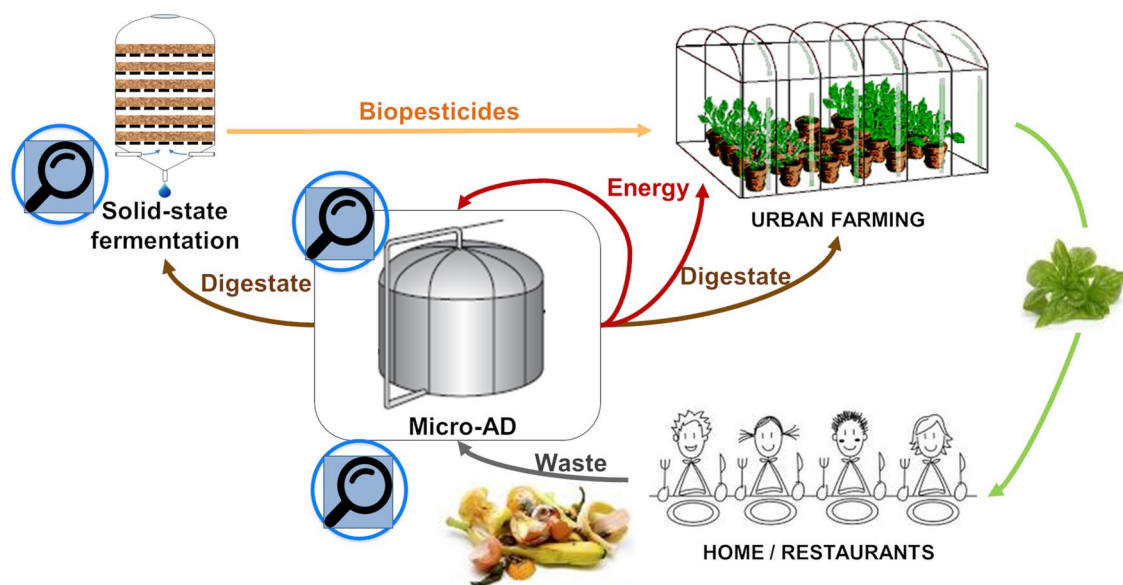 Biopesticides
Solid-state
fermentation
Energy
URBAN FARMING
Digestate
Digestate
Micro-AD
Waste
HOME / RESTAURANTS